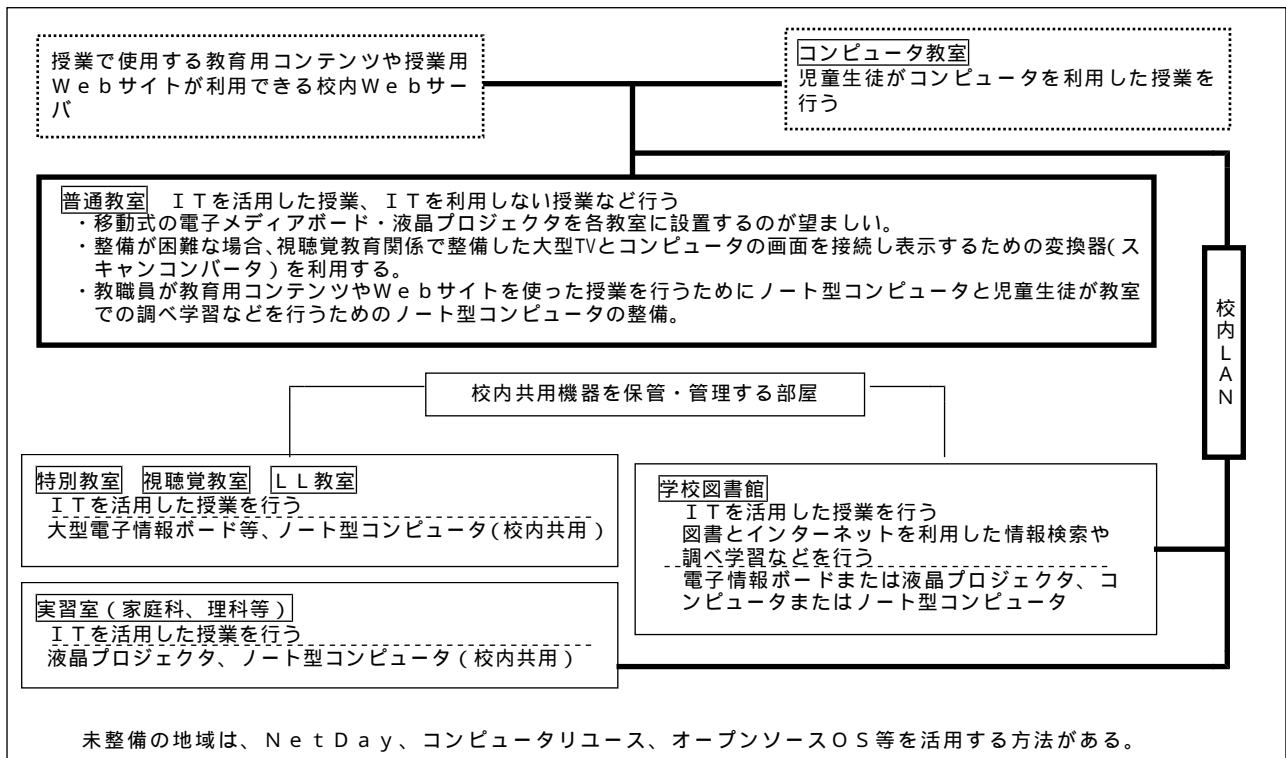 授業で使用する教育用コンテンツや授業用
Ｗｅｂサイトが利用できる校内Ｗｅｂサー
バ
コンピュータ教室
児童生徒がコンピュータを利用した授業を
行う
普通教室　ＩＴを活用した授業、ＩＴを利用しない授業など行う
・移動式の電子メディアボード・液晶プロジェクタを各教室に設置するのが望ましい。
・整備が困難な場合、視聴覚教育関係で整備した大型TVとコンピュータの画面を接続し表示するための変換器(ス
キャンコンバータ）を利用する。
・教職員が教育用コンテンツやＷｅｂサイトを使った授業を行うためにノート型コンピュータと児童生徒が教室
での調べ学習などを行うためのノート型コンピュータの整備。
校内ＬＡＮ
校内共用機器を保管・管理する部屋
特別教室　視聴覚教室　ＬＬ教室
ＩＴを活用した授業を行う
大型電子情報ボード等、ノート型コンピュータ(校内共用）
学校図書館
ＩＴを活用した授業を行う
図書とインターネットを利用した情報検索や
調べ学習などを行う
電子情報ボードまたは液晶プロジェクタ、コ
ンピュータまたはノート型コンピュータ
実習室（家庭科、理科等）
ＩＴを活用した授業を行う
液晶プロジェクタ、ノート型コンピュータ（校内共用）
未整備の地域は、ＮｅｔＤａｙ、コンピュータリユース、オープンソースＯＳ等を活用する方法がある。